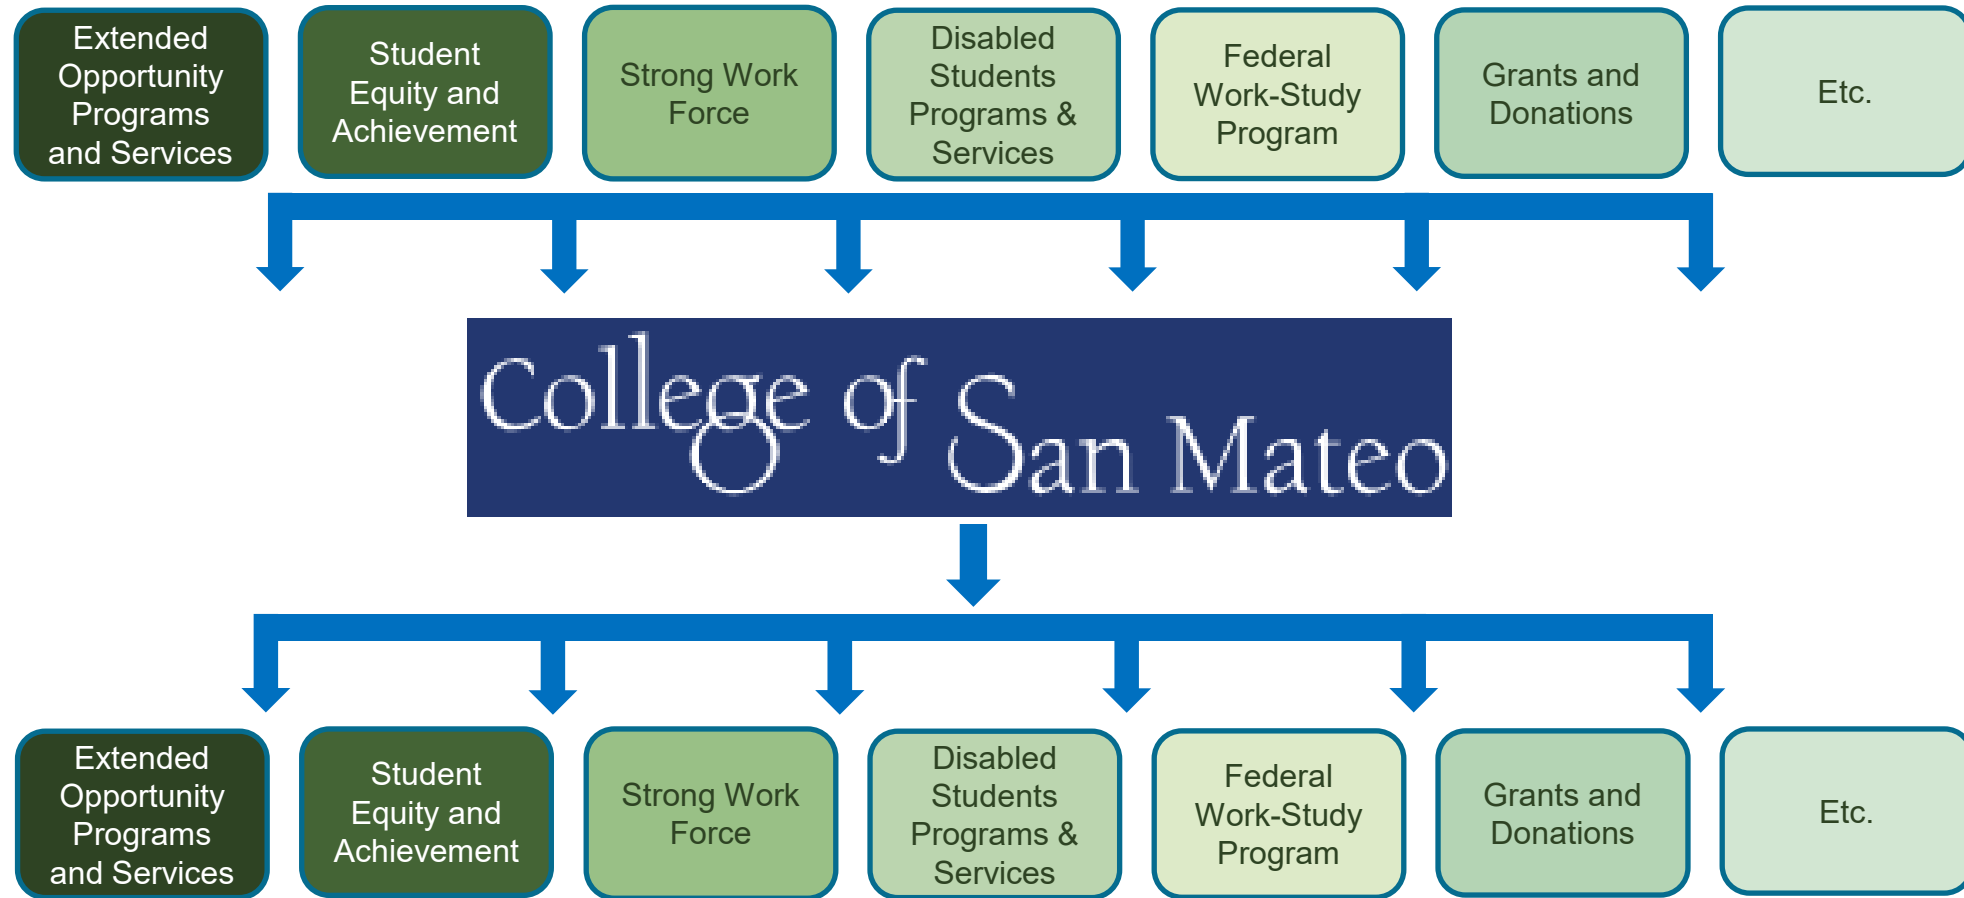 Extended
Opportunity
Programs
and Services
Student
Equity and
Achievement
Strong Work
Force
Disabled
Students
Programs &
Services
Federal
Work-Study
Program
Grants and
Donations
Etc.
College of San Mateo
Extended
Opportunity
Programs
and Services
Student
Equity and
Achievement
Strong Work
Force
Disabled
Students
Programs &
Services
Federal
Work-Study
Program
Grants and
Donations
Etc.